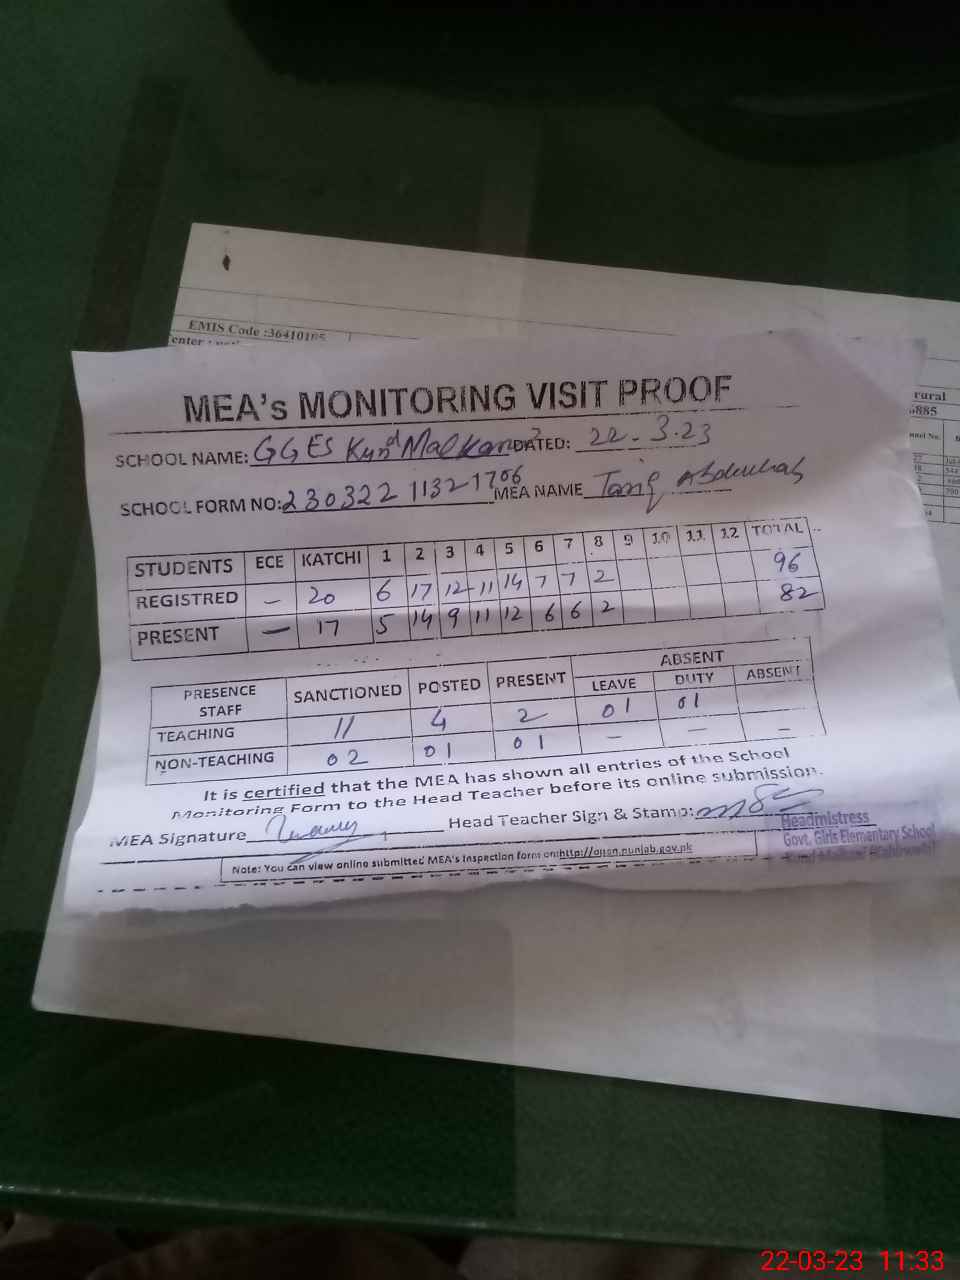 EMIS Code :36410185
enter :
rural
6885
MEA's MONITORING VISIT PROOF
SCHOOL NAME: GGES Kund Malkani DATED: 22-3-23
SCHOOL FORM NO: 230322 1132 1706 MEA NAME Tariq Abdulwhab
STUDENTS ECE KATCHI 1 2 3 4 5 6 7 8 9 10 11 12 TOTAL
REGISTRED – 20 6 17 12 11 14 7 7 2 96
PRESENT – 17 5 14 9 11 12 6 6 2 82
PRESENCE STAFF SANCTIONED POSTED PRESENT ABSENT
LEAVE DUTY ABSENT
TEACHING 11 4 2 01 01
NON-TEACHING 02 01 01 – – –
It is certified that the MEA has shown all entries of the School
Monitoring Form to the Head Teacher before its online submission.
MEA Signature Head Teacher Sign & Stamp:
Headmistress
Govt. Girls Elementary School
Note: You can view online submitted MEA's Inspection form on:http://open.punjab.gov.pk
22-03-23 11:33